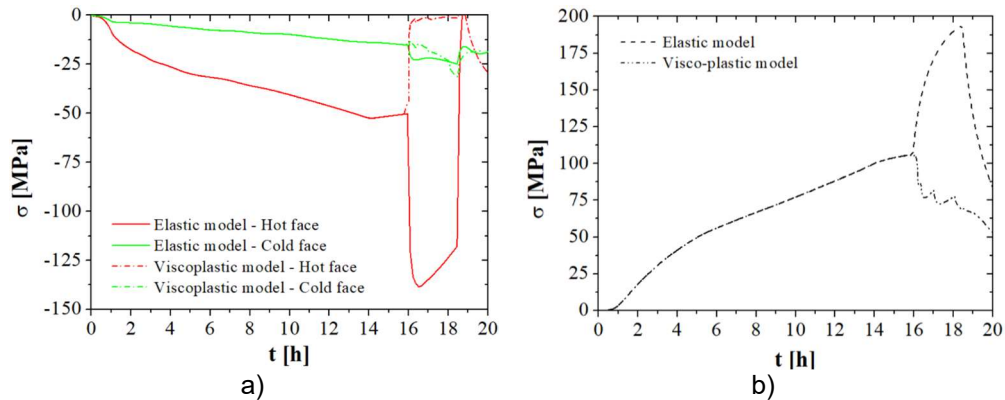 0
-25
-50
-75
-100
-125
-150
σ [MPa]
Elastic model - Hot face
Elastic model - Cold face
Viscoplastic model - Hot face
Viscoplastic model - Cold face
0 2 4 6 8 10 12 14 16 18 20
t [h]
a)
200
175
150
125
100
75
50
25
0
σ [MPa]
Elastic model
Visco-plastic model
0 2 4 6 8 10 12 14 16 18 20
t [h]
b)